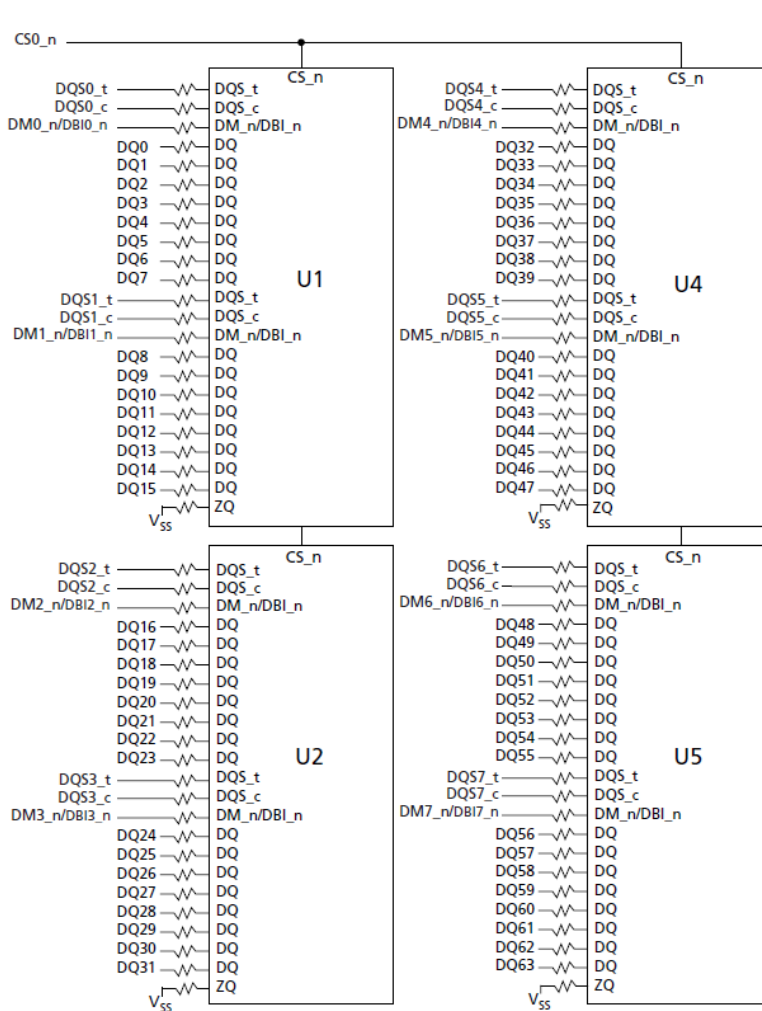 CS0_n
CS_n
DQS0_t DQS_t
DQS0_c DQS_c
DM0_n/DBI0_n DM_n/DBI_n
DQ0 DQ
DQ1 DQ
DQ2 DQ
DQ3 DQ
DQ4 DQ
DQ5 DQ
DQ6 DQ
DQ7 DQ
U1
DQS1_t DQS_t
DQS1_c DQS_c
DM1_n/DBI1_n DM_n/DBI_n
DQ8 DQ
DQ9 DQ
DQ10 DQ
DQ11 DQ
DQ12 DQ
DQ13 DQ
DQ14 DQ
DQ15 DQ
VSS ZQ
CS_n
DQS2_t DQS_t
DQS2_c DQS_c
DM2_n/DBI2_n DM_n/DBI_n
DQ16 DQ
DQ17 DQ
DQ18 DQ
DQ19 DQ
DQ20 DQ
DQ21 DQ
DQ22 DQ
DQ23 DQ
U2
DQS3_t DQS_t
DQS3_c DQS_c
DM3_n/DBI3_n DM_n/DBI_n
DQ24 DQ
DQ25 DQ
DQ26 DQ
DQ27 DQ
DQ28 DQ
DQ29 DQ
DQ30 DQ
DQ31 DQ
VSS ZQ
CS_n
DQS4_t DQS_t
DQS4_c DQS_c
DM4_n/DBI4_n DM_n/DBI_n
DQ32 DQ
DQ33 DQ
DQ34 DQ
DQ35 DQ
DQ36 DQ
DQ37 DQ
DQ38 DQ
DQ39 DQ
U4
DQS5_t DQS_t
DQS5_c DQS_c
DM5_n/DBI5_n DM_n/DBI_n
DQ40 DQ
DQ41 DQ
DQ42 DQ
DQ43 DQ
DQ44 DQ
DQ45 DQ
DQ46 DQ
DQ47 DQ
VSS ZQ
CS_n
DQS6_t DQS_t
DQS6_c DQS_c
DM6_n/DBI6_n DM_n/DBI_n
DQ48 DQ
DQ49 DQ
DQ50 DQ
DQ51 DQ
DQ52 DQ
DQ53 DQ
DQ54 DQ
DQ55 DQ
U5
DQS7_t DQS_t
DQS7_c DQS_c
DM7_n/DBI7_n DM_n/DBI_n
DQ56 DQ
DQ57 DQ
DQ58 DQ
DQ59 DQ
DQ60 DQ
DQ61 DQ
DQ62 DQ
DQ63 DQ
VSS ZQ